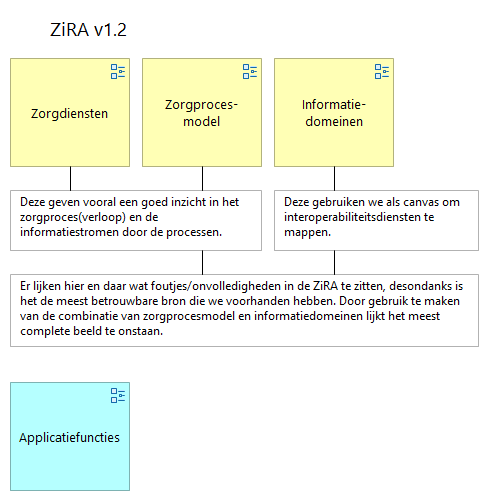 ZiRA v1.2
Zorgdiensten
Zorgproces-
model
Informatie-
domeinen
Deze geven vooral een goed inzicht in het
zorgproces(verloop) en de
informatiestromen door de processen.
Deze gebruiken we als canvas om
interoperabiliteitsdiensten te
mappen.
Er lijken hier en daar wat foutjes/onvolledigheden in de ZiRA te zitten, desondanks is
het de meest betrouwbare bron die we voorhanden hebben. Door gebruik te maken
van de combinatie van zorgprocesmodel en informatiedomeinen lijkt het meest
complete beeld te onstaan.
Applicatiefuncties